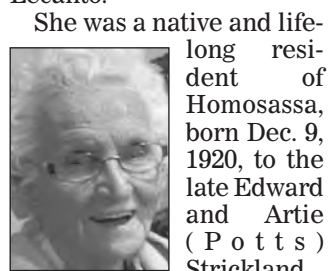 She was a native and life-
long resi-
dent of
Homosassa,
born Dec. 9,
1920, to the
late Edward
and Artie
( P o t t s )
Strickland